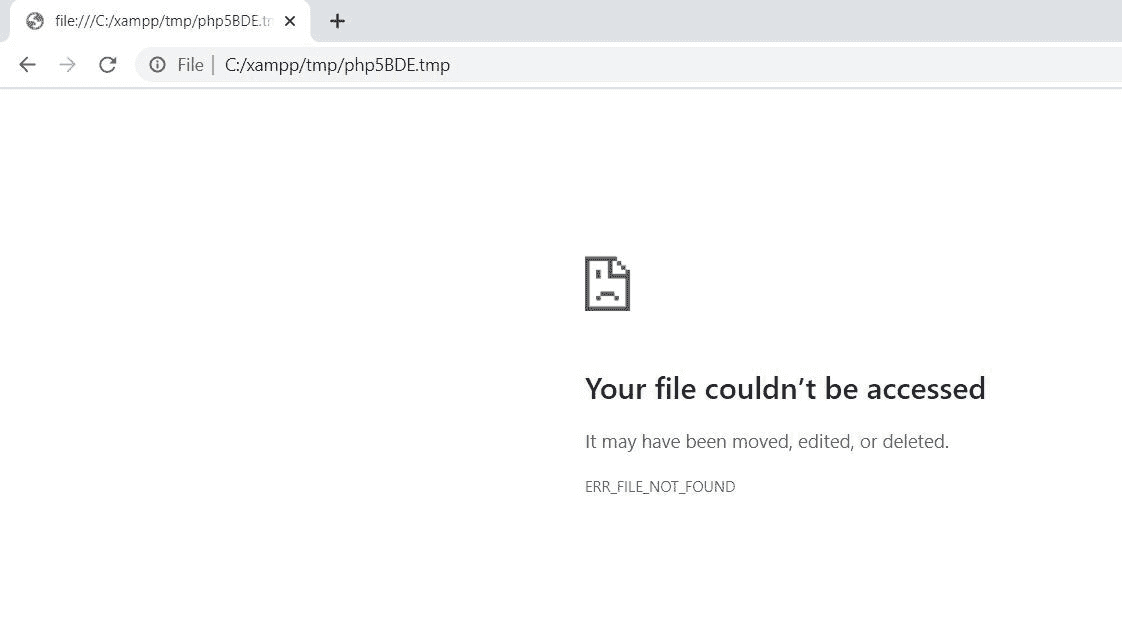 file:///C:/xampp/tmp/php5BDE.tm
File | C:/xampp/tmp/php5BDE.tmp
Your file couldn’t be accessed
It may have been moved, edited, or deleted.
ERR_FILE_NOT_FOUND